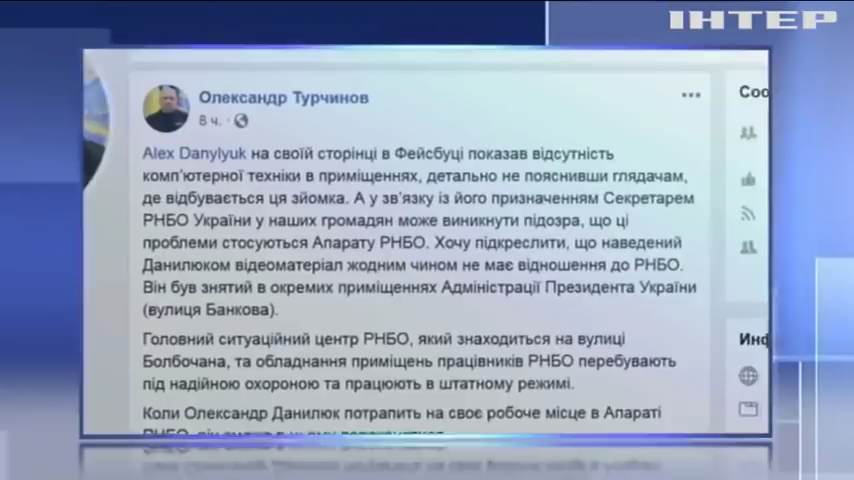 ІНТЕР
Олександр Турчинов
8 ч.
Соо
Alex Danylyuk на своїй сторінці в Фейсбуці показав відсутність
комп'ютерної техніки в приміщеннях, детально не пояснивши глядачам,
де відбувається ця зйомка. А у зв'язку із його призначенням Секретарем
РНБО України у наших громадян може виникнути підозра, що ці
проблеми стосуються Апарату РНБО. Хочу підкреслити, що наведений
Данилюком відеоматеріал жодним чином не має відношення до РНБО.
Він був знятий в окремих приміщеннях Адміністрації Президента України
(вулиця Банкова).
Головний ситуаційний центр РНБО, який знаходиться на вулиці
Болбочана, та обладнання приміщень працівників РНБО перебувають
під надійною охороною та працюють в штатному режимі.
Инф
Коли Олександр Данилюк потрапить на своє робоче місце в Апараті